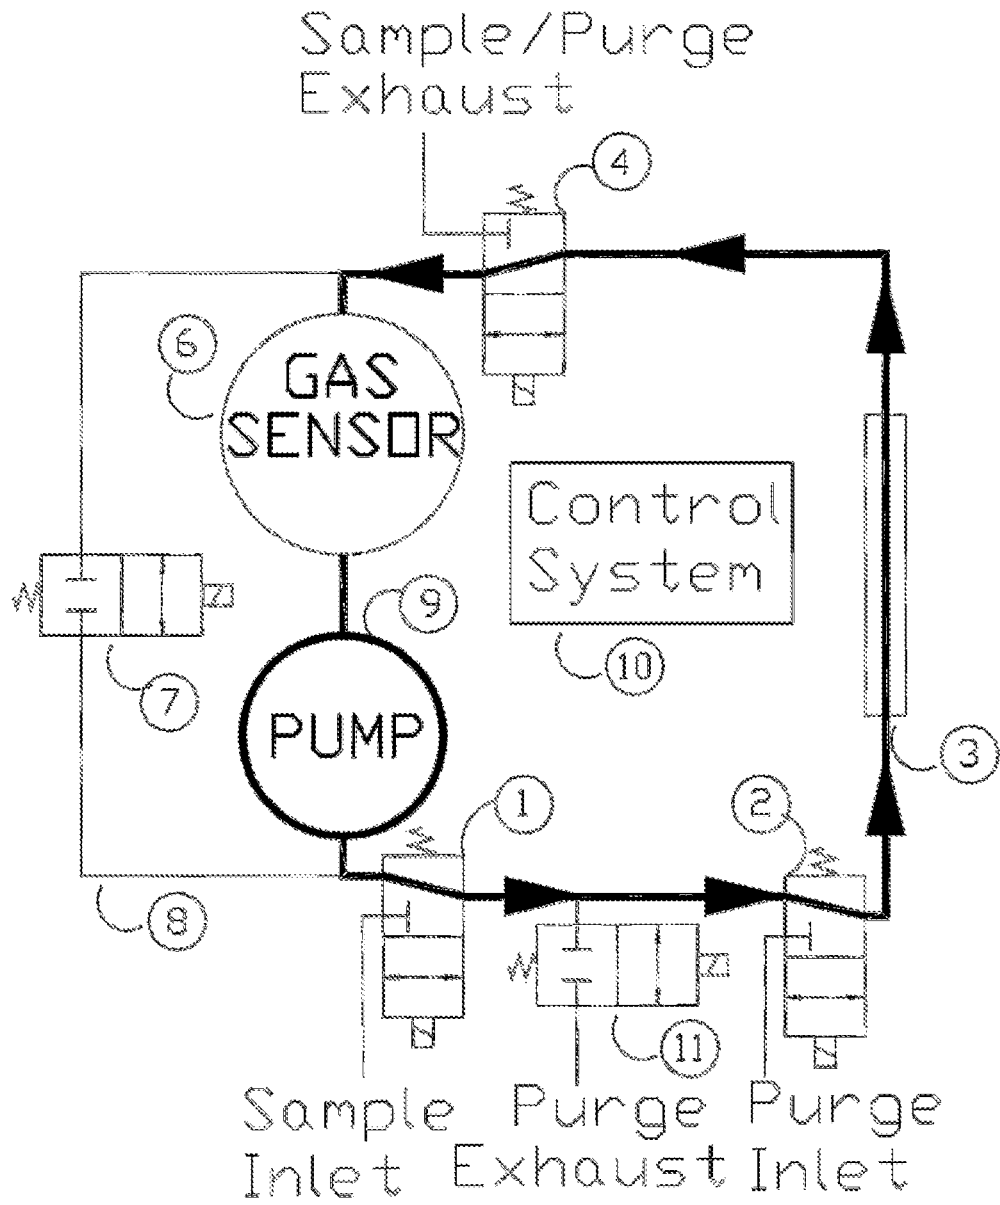 Sample/Purge
Exhaust
4
6
GAS
SENSOR
Control
System
9
10
7
PUMP
3
1
2
8
11
Sample
Inlet
Purge
Exhaust
Purge
Inlet